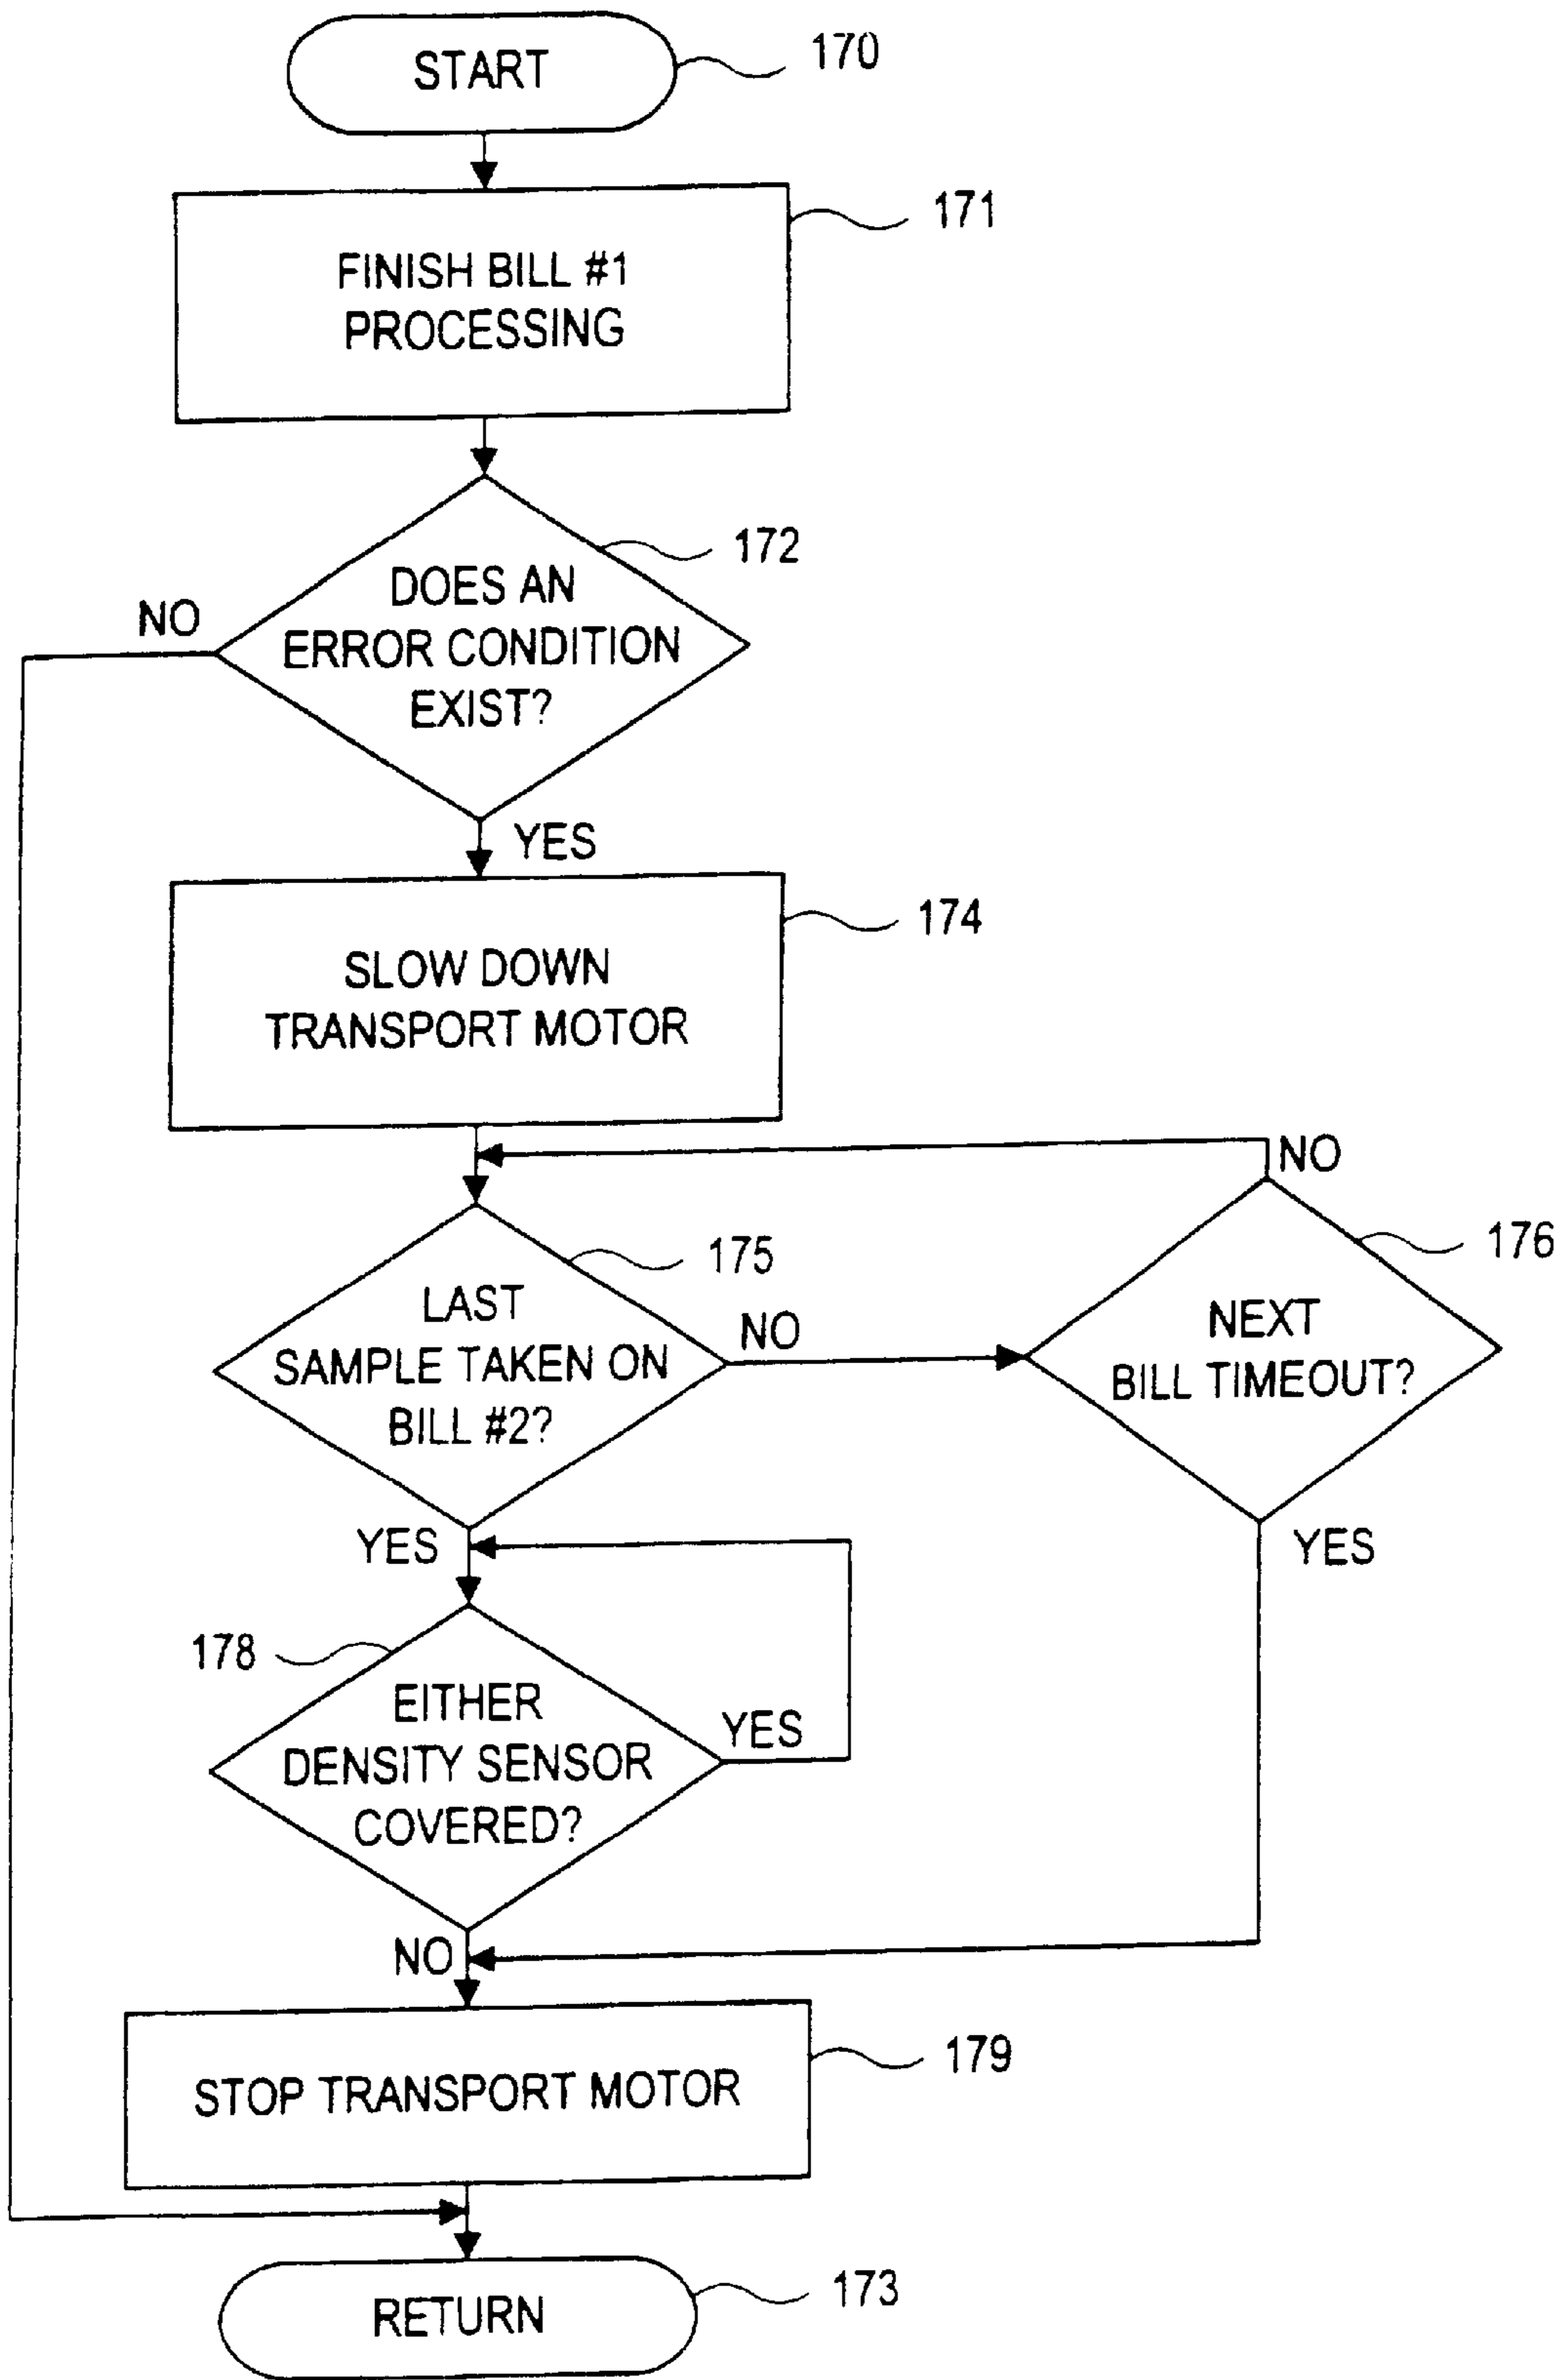 START
170
FINISH BILL #1
PROCESSING
171
DOES AN
ERROR CONDITION
EXIST?
172
NO
YES
SLOW DOWN
TRANSPORT MOTOR
174
NO
LAST
SAMPLE TAKEN ON
BILL #2?
175
NO
NEXT
BILL TIMEOUT?
176
YES
YES
178
EITHER
DENSITY SENSOR
COVERED?
YES
NO
STOP TRANSPORT MOTOR
179
RETURN
173